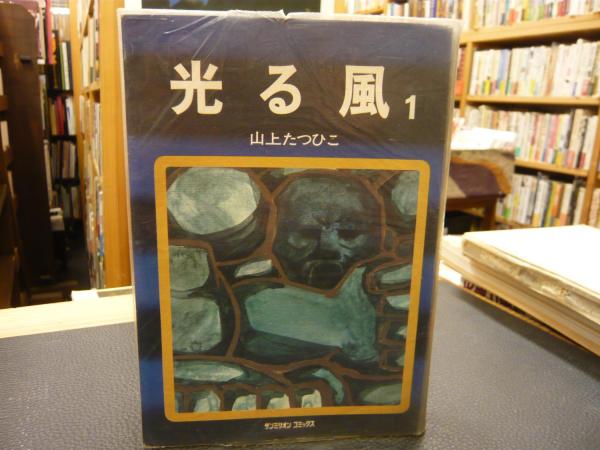 光る風 1
山上たつひこ
サンミリオン コミックス